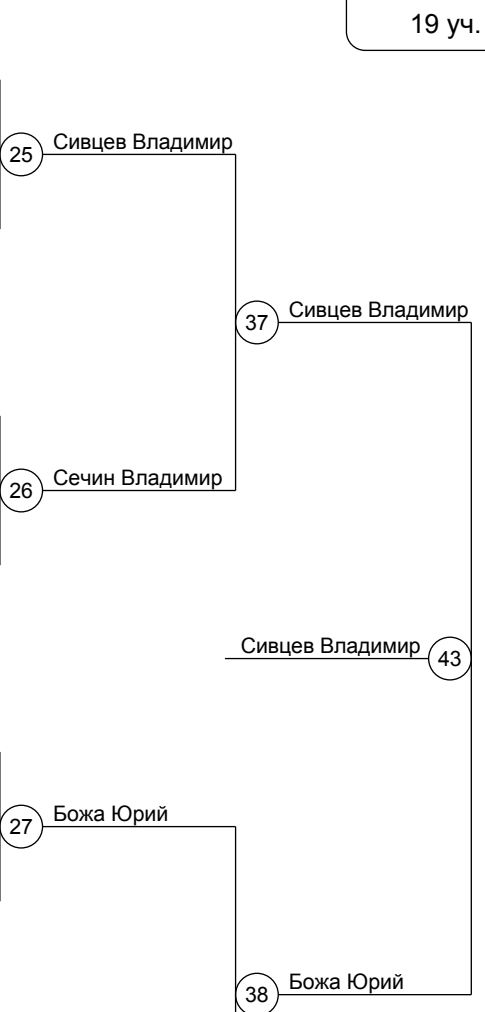 19 уч.
25 Сивцев Владимир
37 Сивцев Владимир
26 Сечин Владимир
Сивцев Владимир 43
27 Божа Юрий
38 Божа Юрий